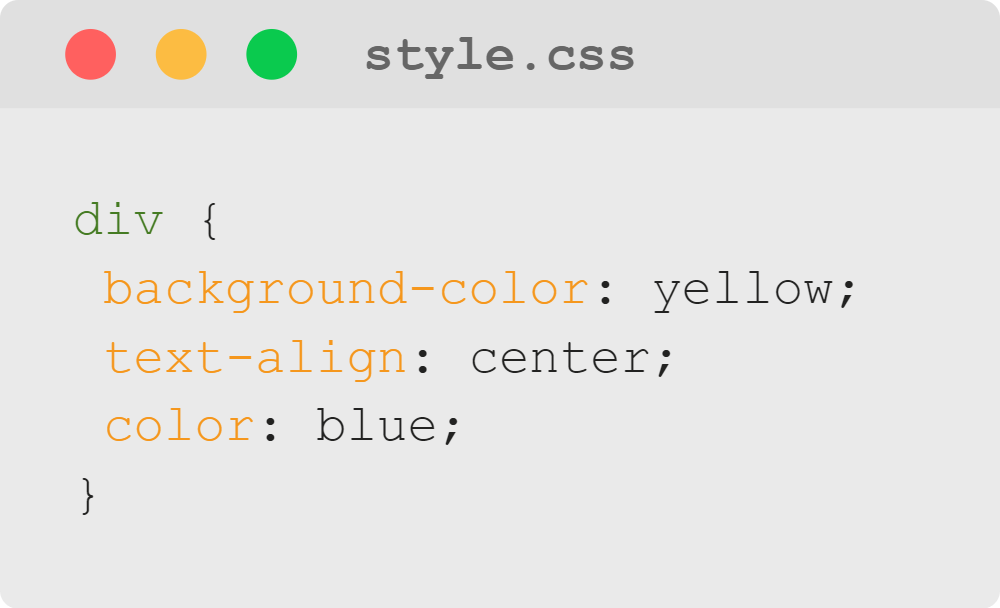 style.css
div {
 background-color: yellow;
 text-align: center;
 color: blue;
}